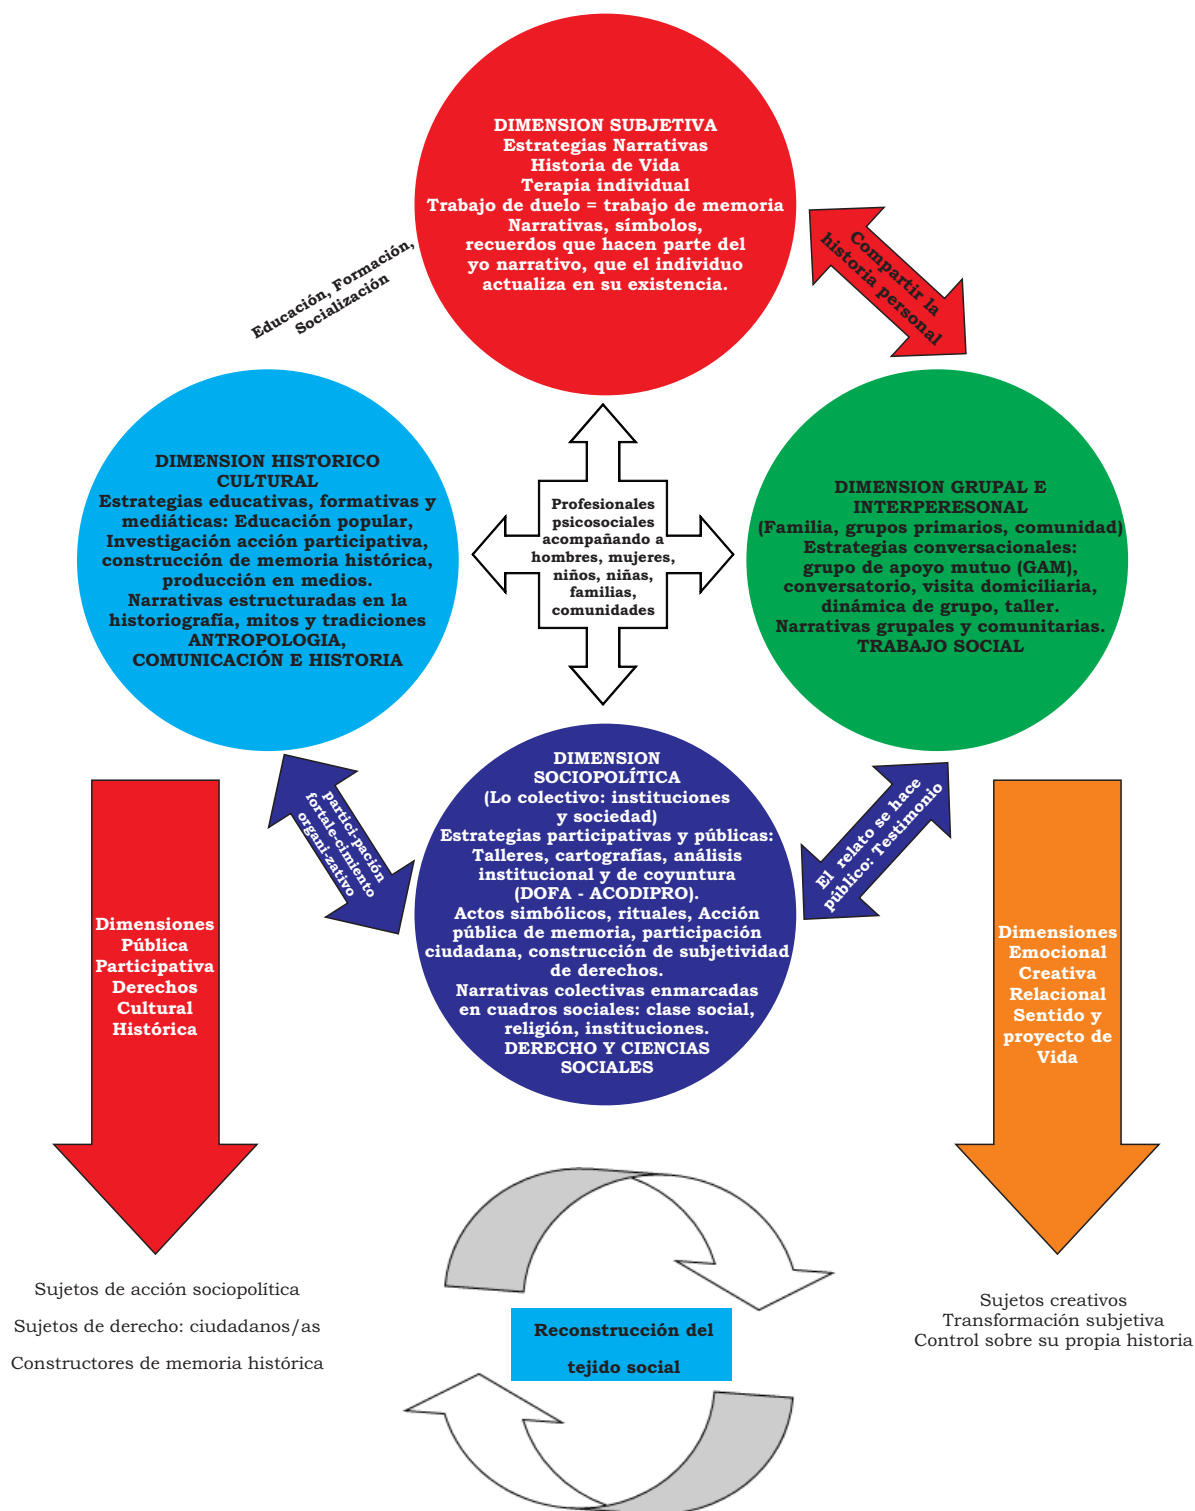 DIMENSION SUBJETIVA
Estrategias Narrativas
Historia de Vida
Terapia individual
Trabajo de duelo = trabajo de memoria
Narrativas, símbolos,
recuerdos que hacen parte del
yo narrativo, que el individuo
actualiza en su existencia.
Educación, Formación,
Socialización
Compartir la
historia personal
DIMENSION HISTORICO
CULTURAL
Estrategias educativas, formativas y
mediáticas: Educación popular,
Investigación acción participativa,
construcción de memoria histórica,
producción en medios.
Narrativas estructuradas en la
historiografía, mitos y tradiciones
ANTROPOLOGIA,
COMUNICACIÓN E HISTORIA
Profesionales
psicosociales
acompañando a
hombres, mujeres,
niños, niñas,
familias,
comunidades
DIMENSION GRUPAL E
INTERPERESONAL
(Familia, grupos primarios, comunidad)
Estrategias conversacionales:
grupo de apoyo mutuo (GAM),
conversatorio, visita domiciliaria,
dinámica de grupo, taller.
Narrativas grupales y comunitarias.
TRABAJO SOCIAL
partici-pación
fortale-cimiento
organi-zativo
DIMENSION
SOCIOPOLÍTICA
(Lo colectivo: instituciones
y sociedad)
Estrategias participativas y públicas:
Talleres, cartografías, análisis
institucional y de coyuntura
(DOFA - ACODIPRO).
Actos simbólicos, rituales, Acción
pública de memoria, participación
ciudadana, construcción de subjetividad
de derechos.
Narrativas colectivas enmarcadas
en cuadros sociales: clase social,
religión, instituciones.
DERECHO Y CIENCIAS
SOCIALES
El relato se hace
público: Testimonio
Dimensiones
Pública
Participativa
Derechos
Cultural
Histórica
Dimensiones
Emocional
Creativa
Relacional
Sentido y
proyecto de
Vida
Sujetos de acción sociopolítica
Sujetos de derecho: ciudadanos/as
Constructores de memoria histórica
Reconstrucción del
tejido social
Sujetos creativos
Transformación subjetiva
Control sobre su propia historia